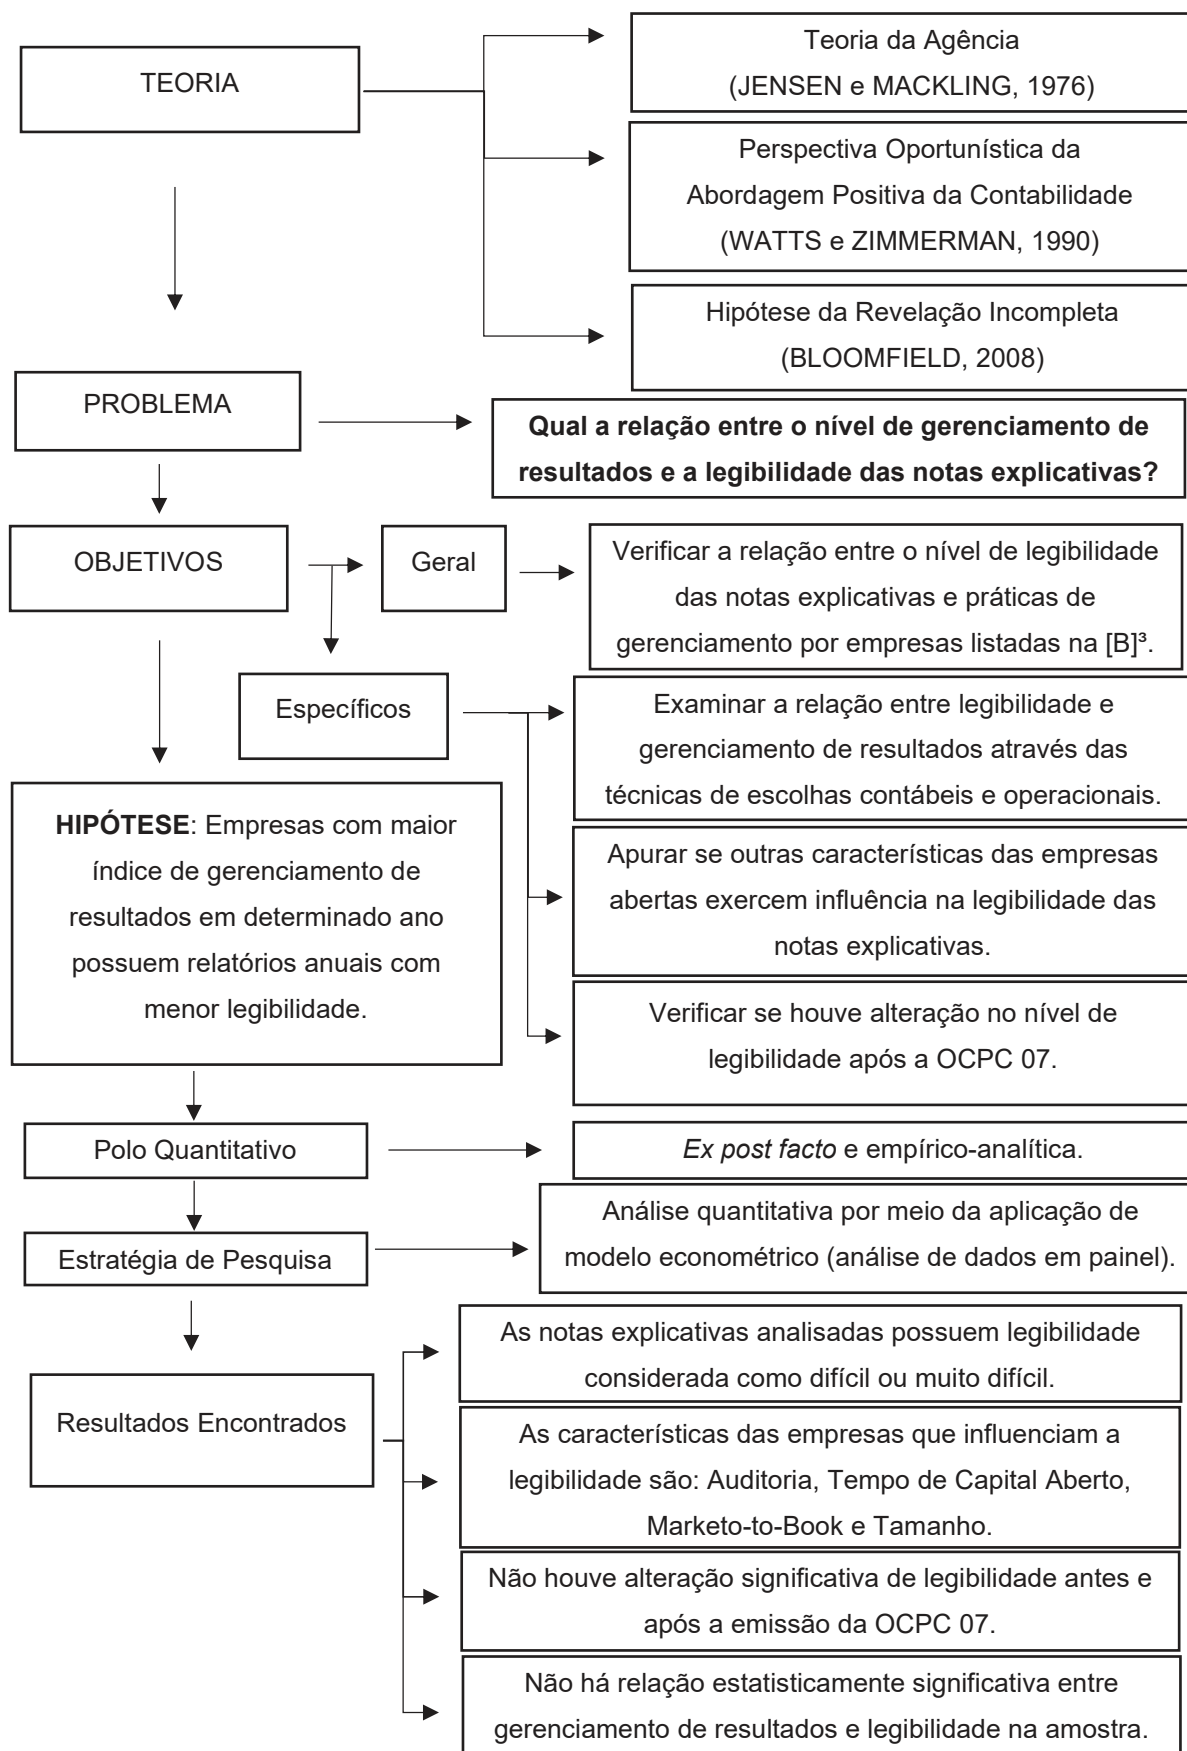 TEORIA
Teoria da Agência
(JENSEN e MACKLING, 1976)
Perspectiva Oportunística da
Abordagem Positiva da Contabilidade
(WATTS e ZIMMERMAN, 1990)
Hipótese da Revelação Incompleta
(BLOOMFIELD, 2008)
PROBLEMA
Qual a relação entre o nível de gerenciamento de
resultados e a legibilidade das notas explicativas?
OBJETIVOS
Geral
Verificar a relação entre o nível de legibilidade
das notas explicativas e práticas de
gerenciamento por empresas listadas na [B]³.
Específicos
Examinar a relação entre legibilidade e
gerenciamento de resultados através das
técnicas de escolhas contábeis e operacionais.
Apurar se outras características das empresas
abertas exercem influência na legibilidade das
notas explicativas.
Verificar se houve alteração no nível de
legibilidade após a OCPC 07.
HIPÓTESE: Empresas com maior
índice de gerenciamento de
resultados em determinado ano
possuem relatórios anuais com
menor legibilidade.
Polo Quantitativo
Ex post facto e empírico-analítica.
Estratégia de Pesquisa
Análise quantitativa por meio da aplicação de
modelo econométrico (análise de dados em painel).
Resultados Encontrados
As notas explicativas analisadas possuem legibilidade
considerada como difícil ou muito difícil.
As características das empresas que influenciam a
legibilidade são: Auditoria, Tempo de Capital Aberto,
Marketo-to-Book e Tamanho.
Não houve alteração significativa de legibilidade antes e
após a emissão da OCPC 07.
Não há relação estatisticamente significativa entre
gerenciamento de resultados e legibilidade na amostra.